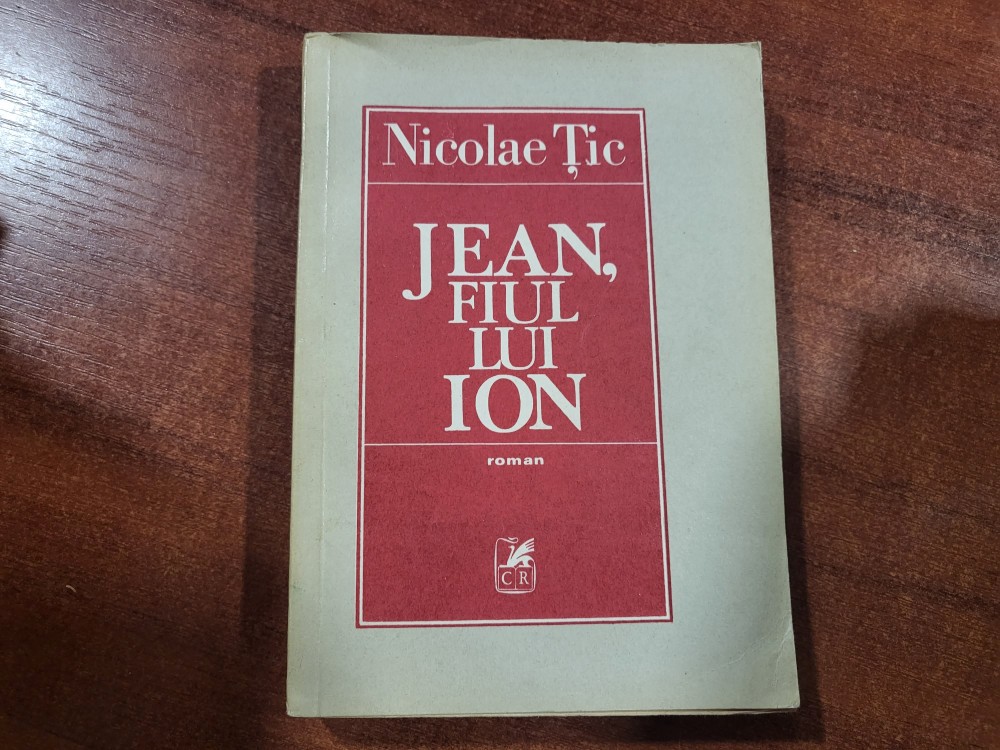 Nicolae Țic
JEAN,
FIUL
LUI
ION
roman
C R